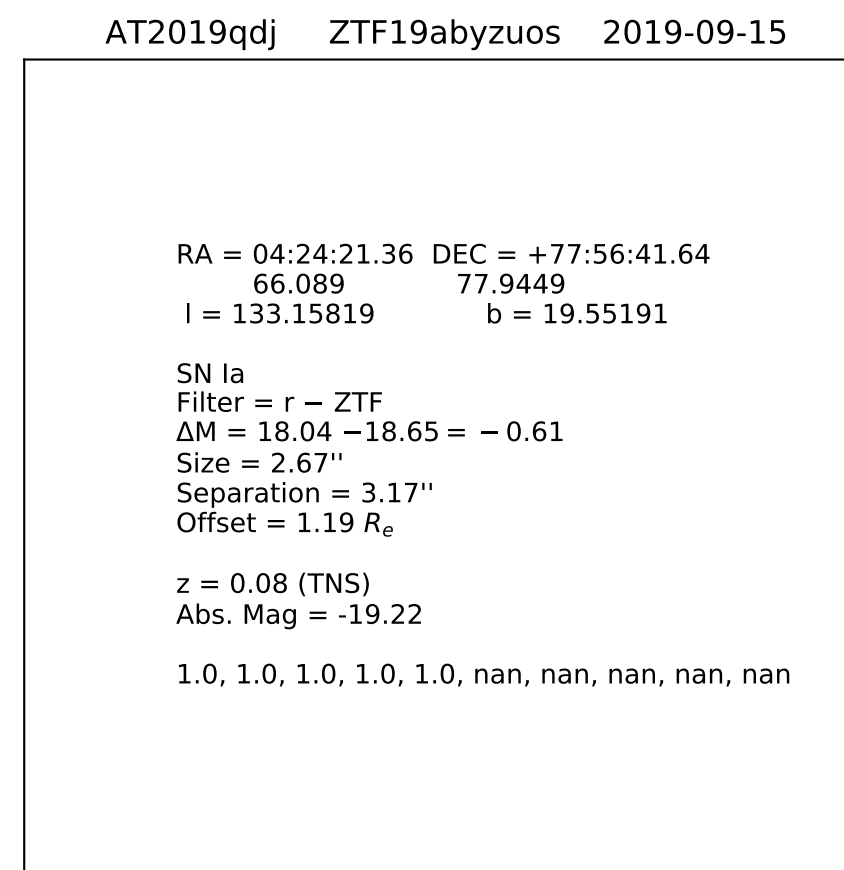 AT2019qdj ZTF19abyzuos 2019-09-15
RA = 04:24:21.36 DEC = +77:56:41.64
66.089 77.9449
l = 133.15819 b = 19.55191
SN Ia
Filter = r − ZTF
ΔM = 18.04 −18.65 = − 0.61
Size = 2.67''
Separation = 3.17''
Offset = 1.19 Re
z = 0.08 (TNS)
Abs. Mag = -19.22
1.0, 1.0, 1.0, 1.0, 1.0, nan, nan, nan, nan, nan